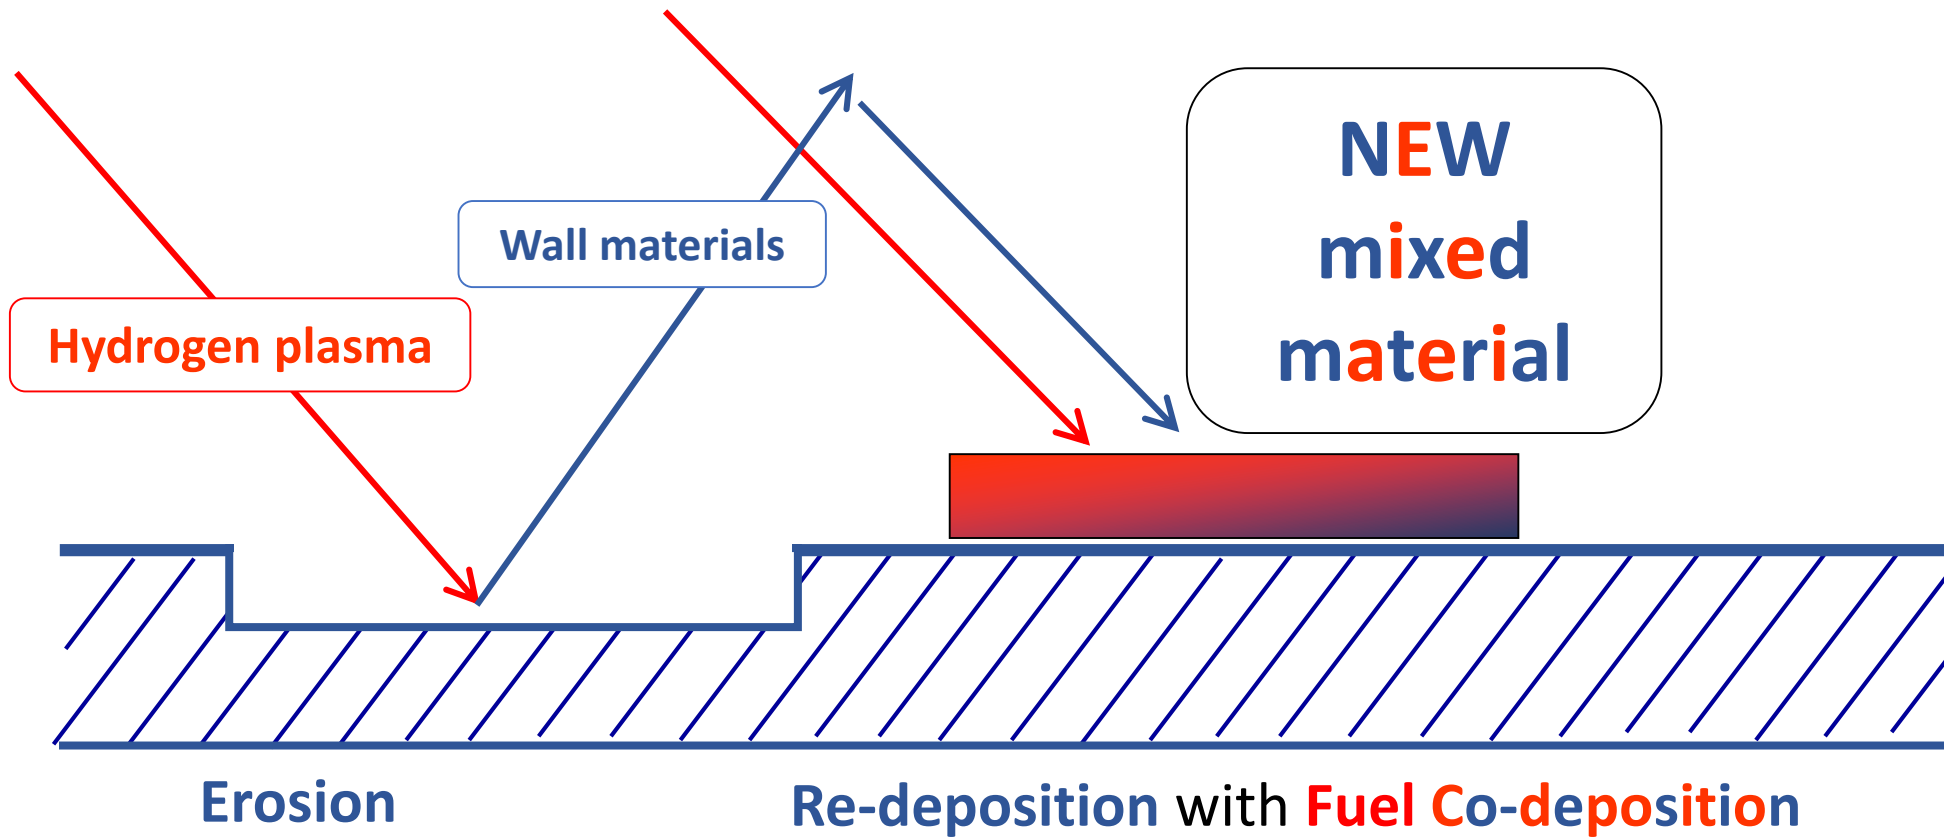 Wall materials
Hydrogen plasma
NEW
mixed
material
Erosion
Re-deposition with Fuel Co-deposition